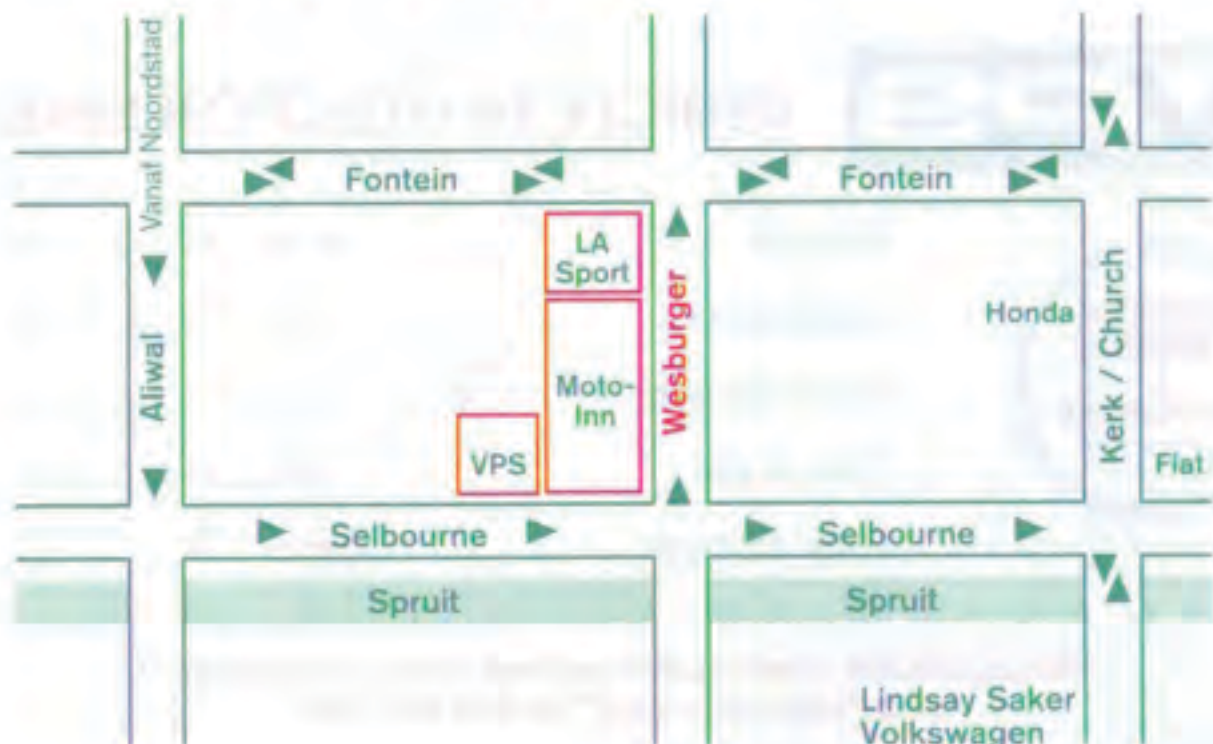 Vanaf Noordstad
Fontein
Fontein
LA
Sport
Honda
Wesburger
Kerk / Church
Aliwal
Moto-
Inn
VPS
Fiat
Selbourne
Selbourne
Spruit
Spruit
Lindsay Saker
Volkswagen